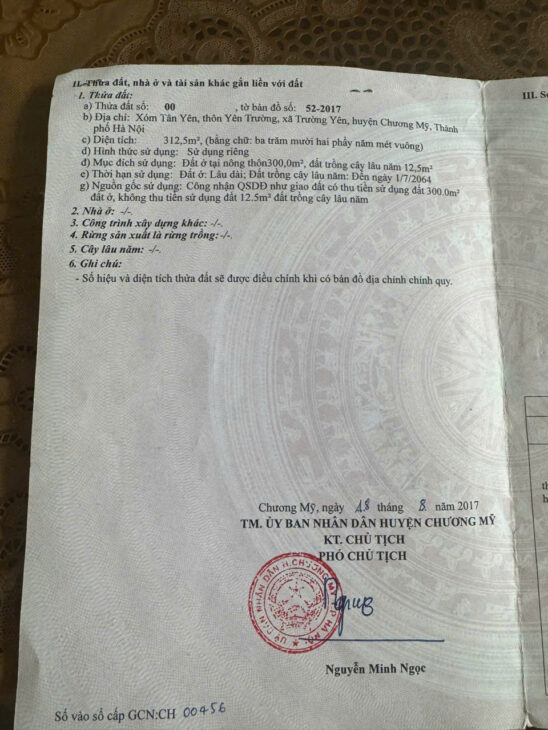 II. Thửa đất, nhà ở và tài sản khác gắn liền với đất
III. S
1. Thửa đất:
a) Thửa đất số: 00 , tờ bản đồ số: 52-2017
b) Địa chỉ: Xóm Tân Yên, thôn Yên Trường, xã Trường Yên, huyện Chương Mỹ, Thành
phố Hà Nội
c) Diện tích: 312,5m², (bằng chữ: ba trăm mười hai phẩy năm mét vuông)
d) Hình thức sử dụng: Sử dụng riêng
đ) Mục đích sử dụng: Đất ở tại nông thôn300,0m², đất trồng cây lâu năm 12,5m²
e) Thời hạn sử dụng: Đất ở: Lâu dài; Đất trồng cây lâu năm: Đến ngày 1/7/2064
g) Nguồn gốc sử dụng: Công nhận QSDĐ như giao đất có thu tiền sử dụng đất 300.0m²
đất ở, không thu tiền sử dụng đất 12.5m² đất trồng cây lâu năm
2. Nhà ở: -/-.
3. Công trình xây dựng khác: -/-.
4. Rừng sản xuất là rừng trồng: -/-.
5. Cây lâu năm: -/-.
6. Ghi chú:
- Số hiệu và diện tích thửa đất sẽ được điều chỉnh khi có bản đồ địa chính chính quy.
Chương Mỹ, ngày 18 tháng 8 năm 2017
TM. ỦY BAN NHÂN DÂN HUYỆN CHƯƠNG MỸ
KT. CHỦ TỊCH
PHÓ CHỦ TỊCH
UỶ BAN NHÂN DÂN H.CHƯƠNG MỸ TP HÀ NỘI
Nguyễn Minh Ngọc
Số vào sổ cấp GCN:CH 00456